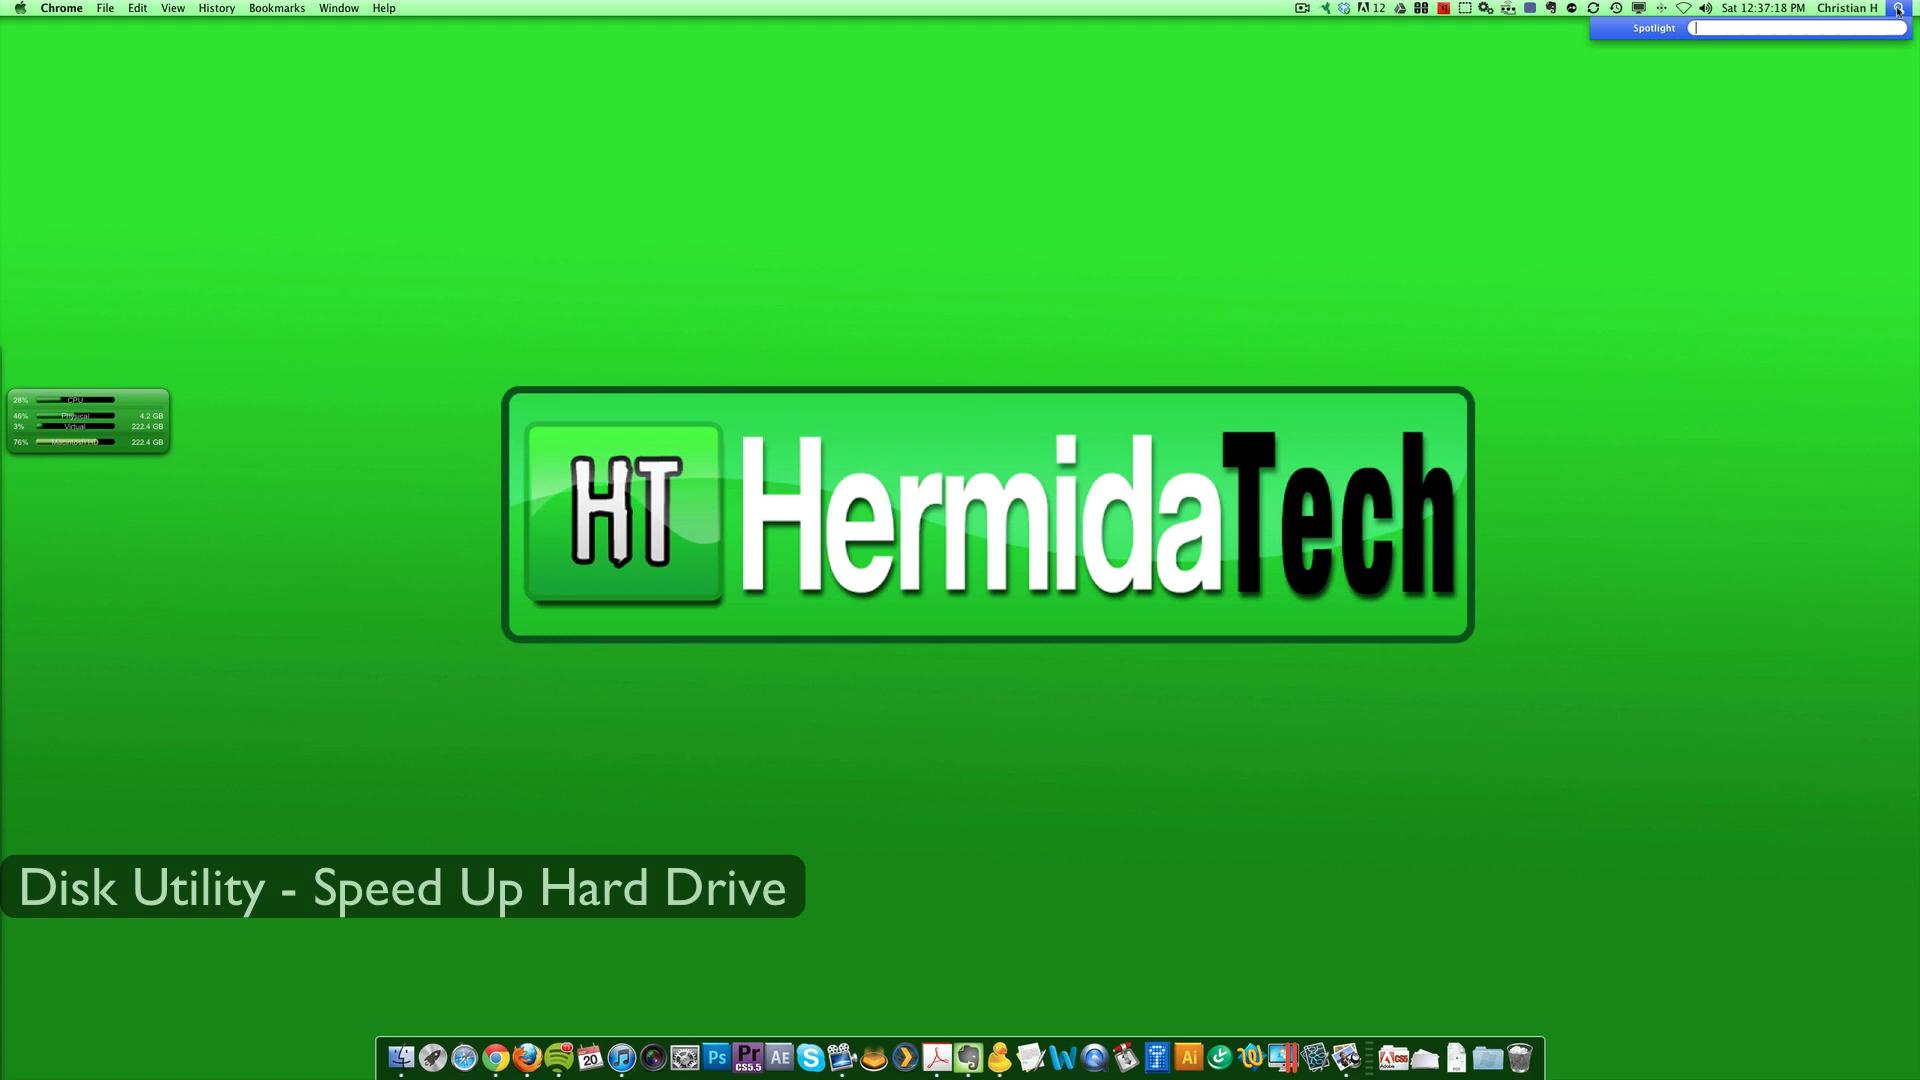 Chrome File Edit View History Bookmarks Window Help 12 Sat 12:37:18 PM Christian H
Spotlight
28% CPU
46% Physical 4.2 GB
3% Virtual 222.4 GB
76% Macintosh HD 222.4 GB
HT HermidaTech
Disk Utility - Speed Up Hard Drive
20 Ps Pr CS5.5 AE Ai